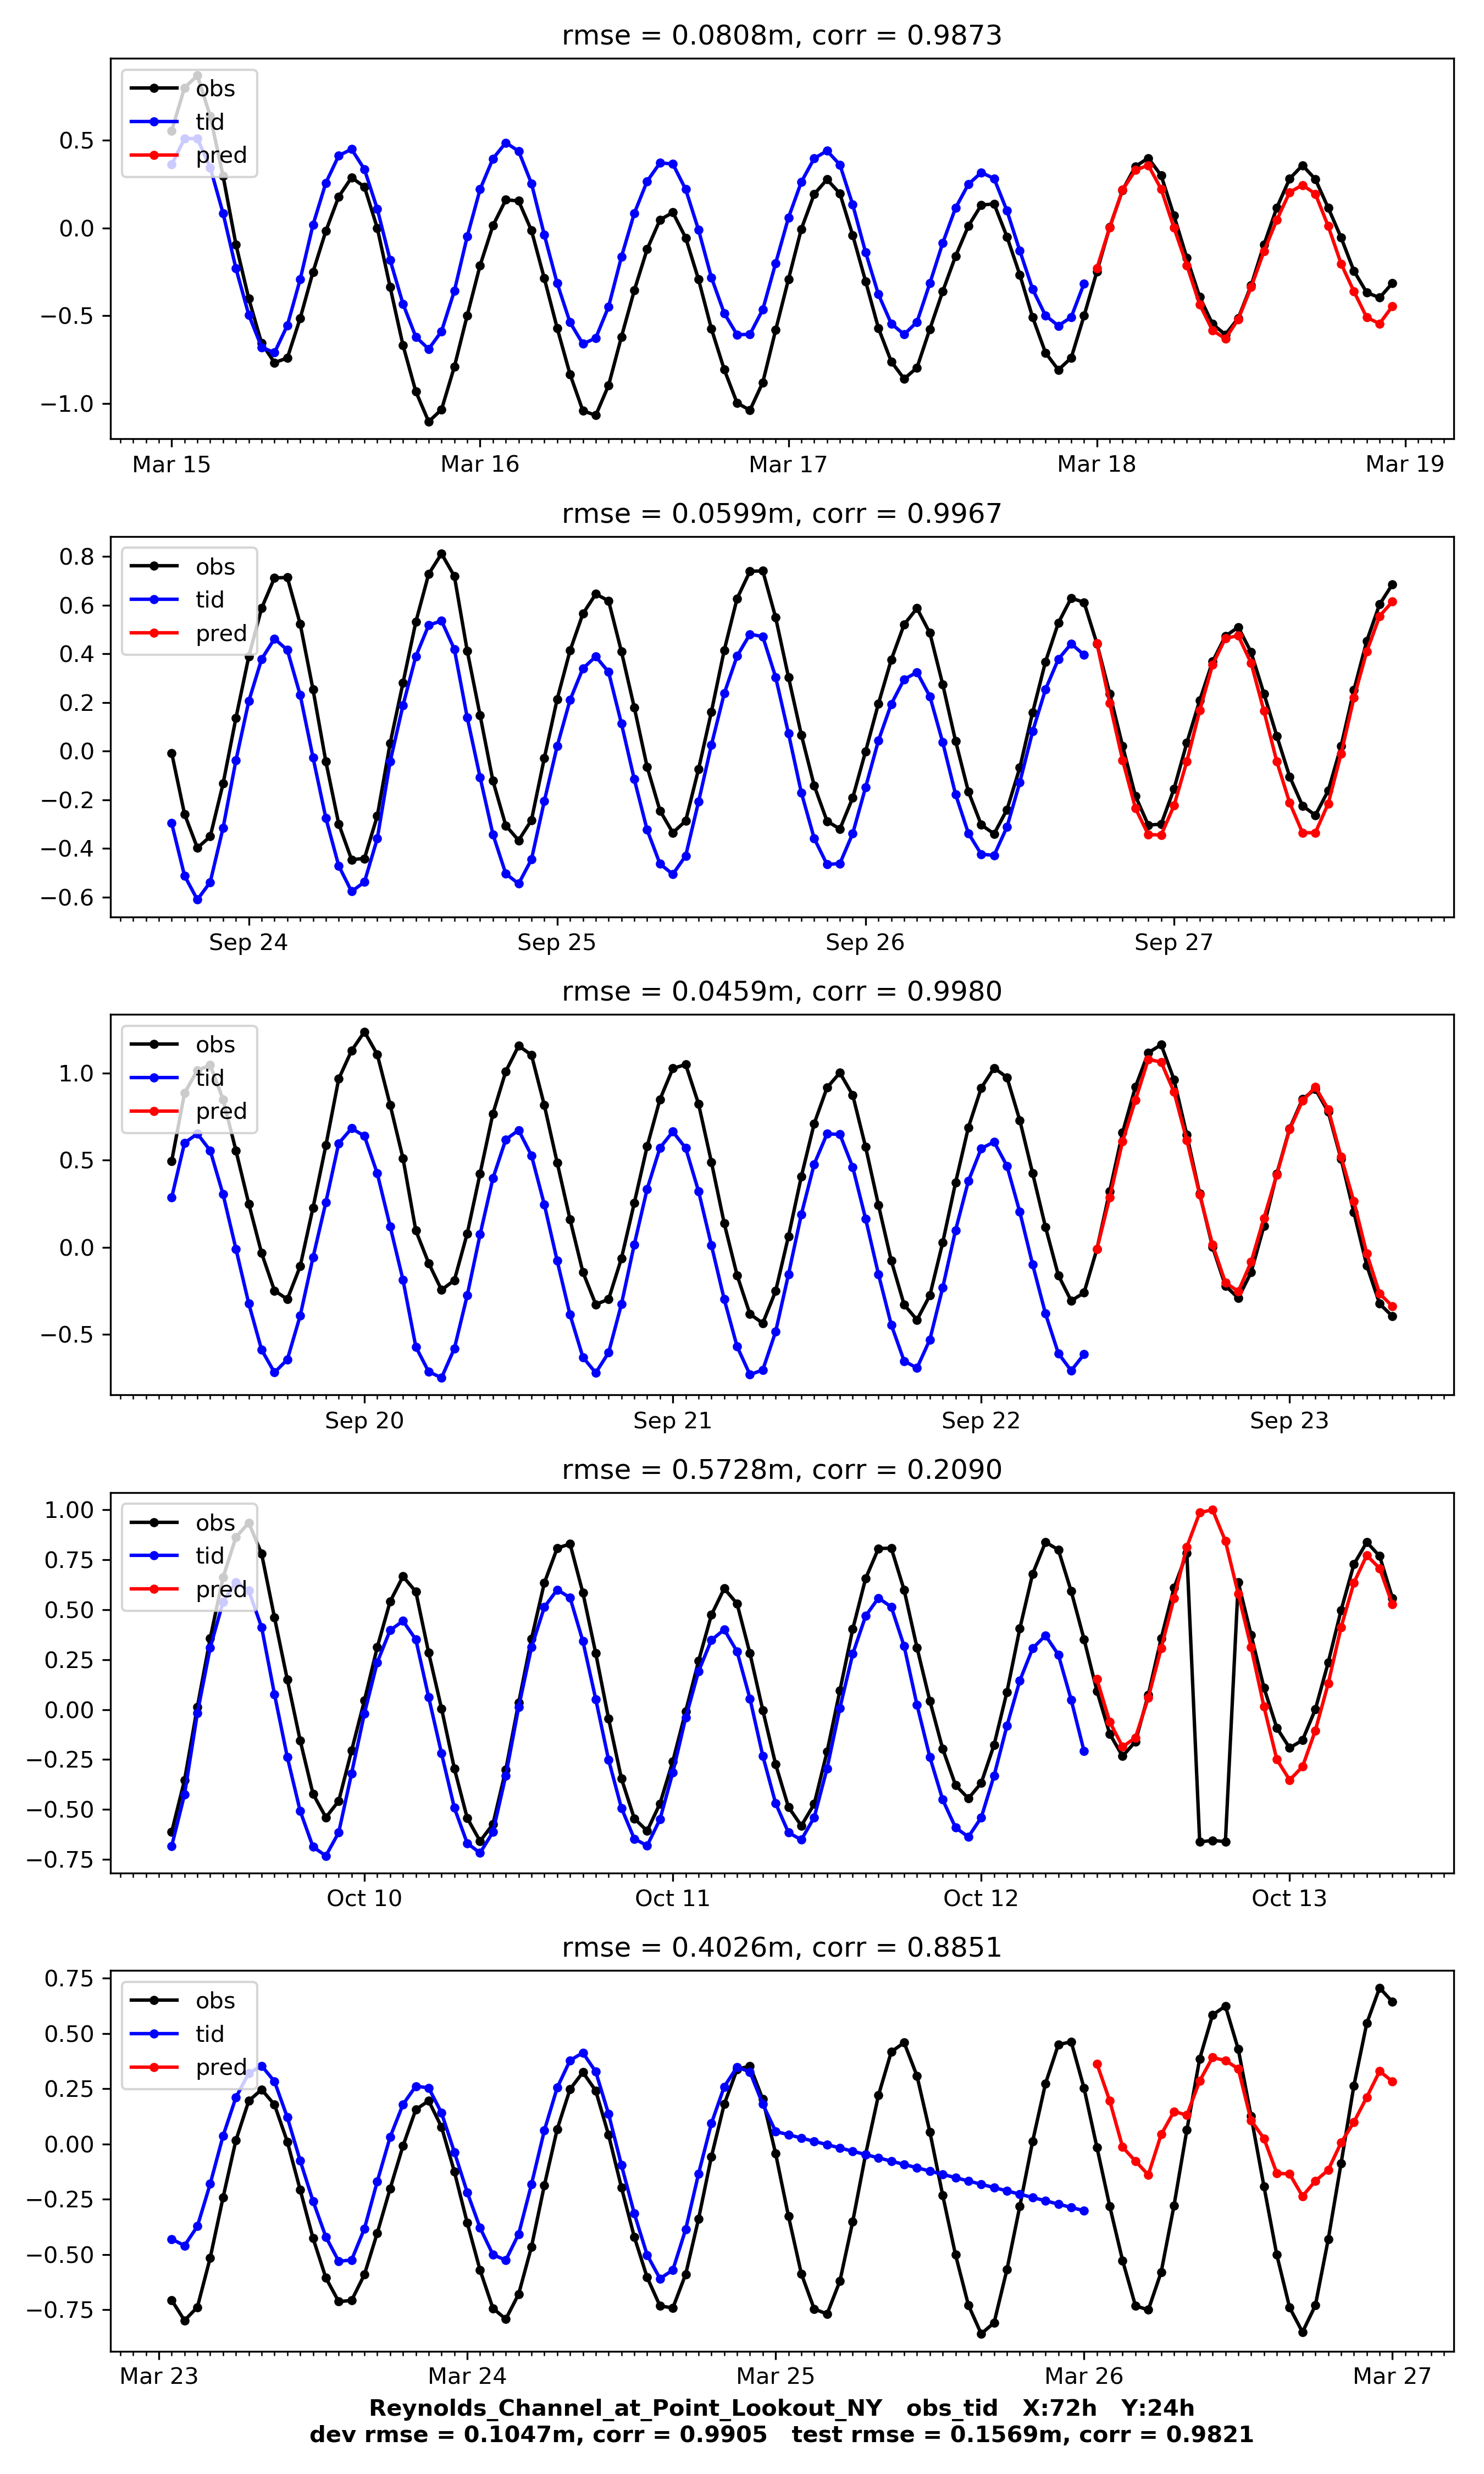 rmse = 0.0808m, corr = 0.9873
obs
tid
pred
0.5
0.0
−0.5
−1.0
Mar 15 Mar 16 Mar 17 Mar 18 Mar 19
rmse = 0.0599m, corr = 0.9967
obs
tid
pred
0.8
0.6
0.4
0.2
0.0
−0.2
−0.4
−0.6
Sep 24 Sep 25 Sep 26 Sep 27
rmse = 0.0459m, corr = 0.9980
obs
tid
pred
1.0
0.5
0.0
−0.5
Sep 20 Sep 21 Sep 22 Sep 23
rmse = 0.5728m, corr = 0.2090
obs
tid
pred
1.00
0.75
0.50
0.25
0.00
−0.25
−0.50
−0.75
Oct 10 Oct 11 Oct 12 Oct 13
rmse = 0.4026m, corr = 0.8851
obs
tid
pred
0.75
0.50
0.25
0.00
−0.25
−0.50
−0.75
Mar 23 Mar 24 Mar 25 Mar 26 Mar 27
Reynolds_Channel_at_Point_Lookout_NY obs_tid X:72h Y:24h
dev rmse = 0.1047m, corr = 0.9905 test rmse = 0.1569m, corr = 0.9821